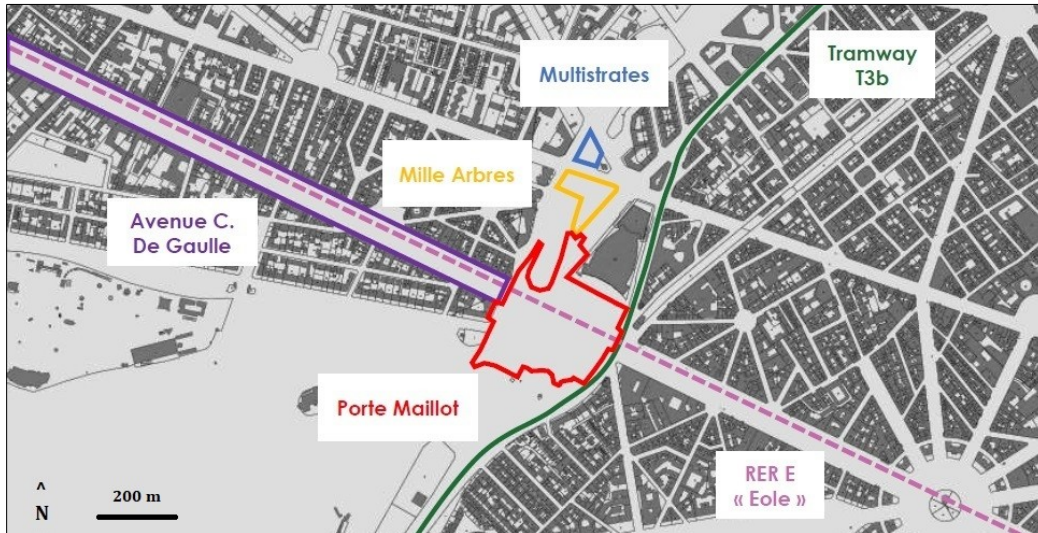 Multistrates
Tramway
T3b
Mille Arbres
Avenue C.
De Gaulle
Porte Maillot
RER E
« Eole »
^
N
200 m